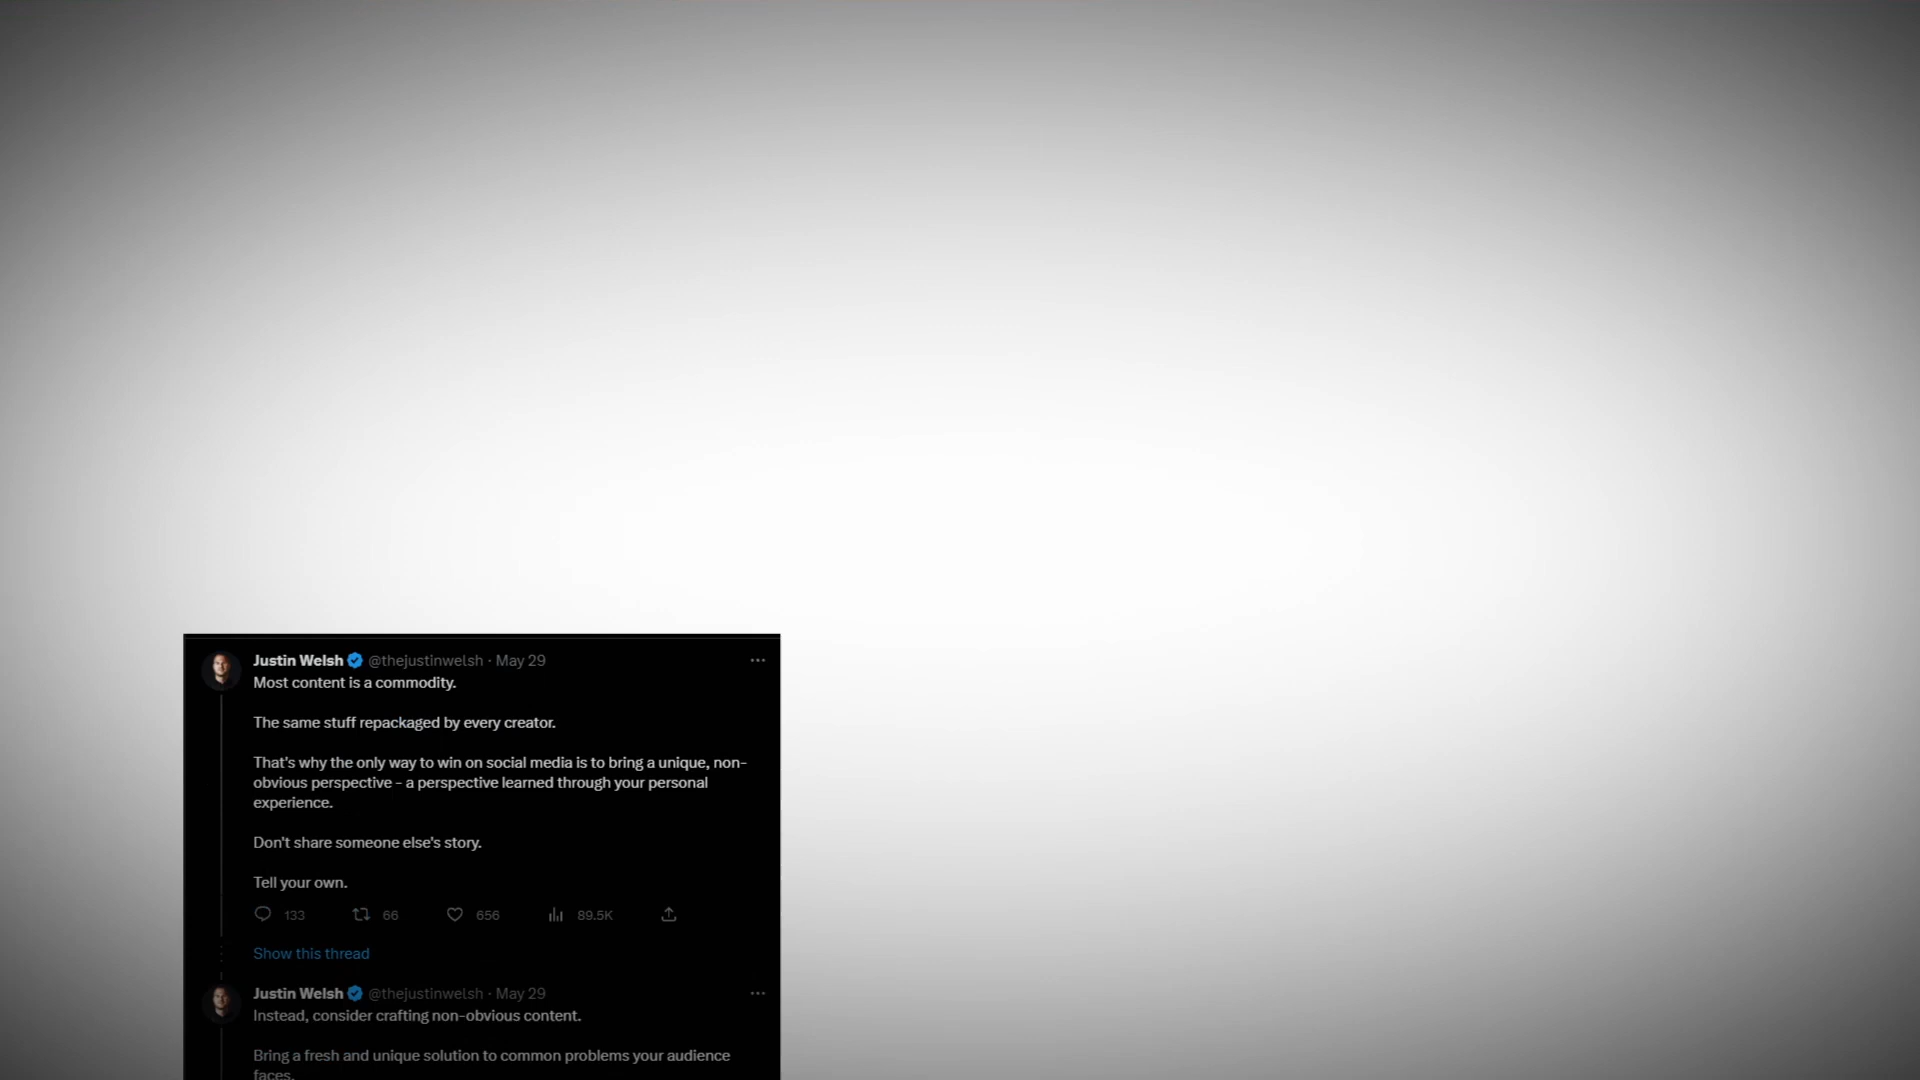 Justin Welsh @thejustinwelsh · May 29
Most content is a commodity.
The same stuff repackaged by every creator.
That's why the only way to win on social media is to bring a unique, non-
obvious perspective - a perspective learned through your personal
experience.
Don't share someone else's story.
Tell your own.
133 66 656 89.5K
Show this thread
Justin Welsh @thejustinwelsh · May 29
Instead, consider crafting non-obvious content.
Bring a fresh and unique solution to common problems your audience
faces.